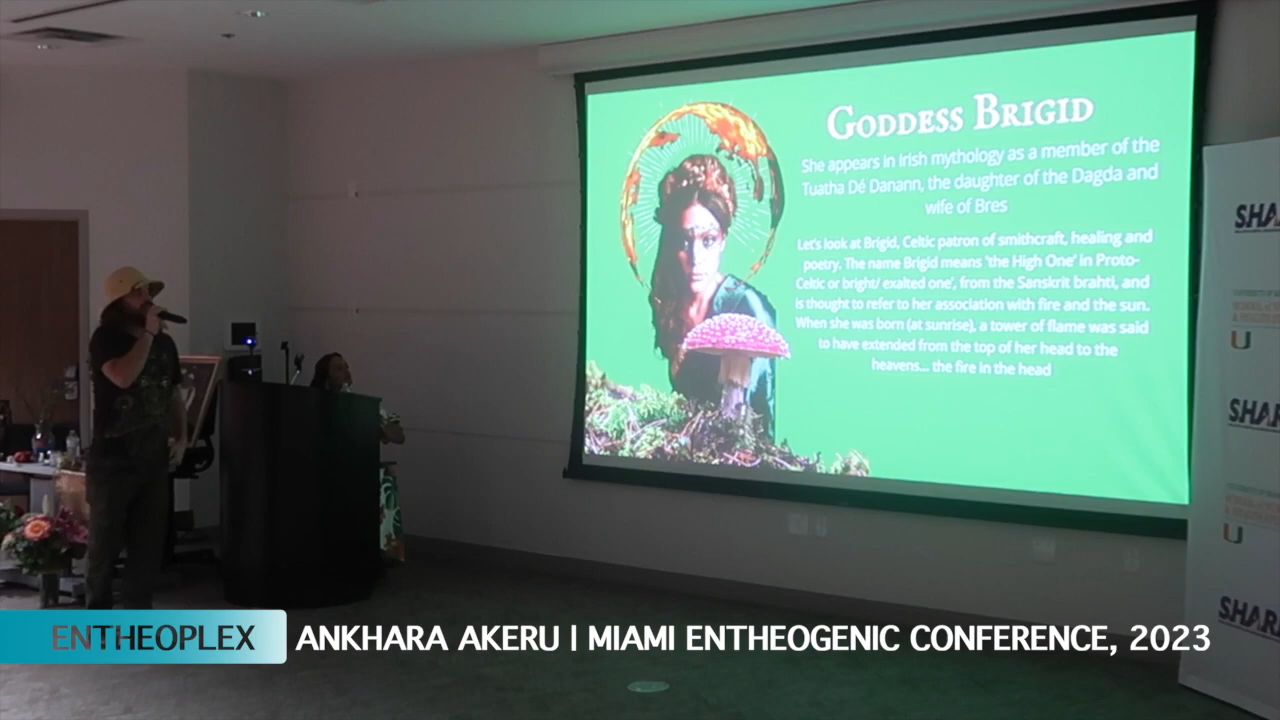 GODDESS BRIGID
She appears in Irish mythology as a member of the
Tuatha Dé Danann, the daughter of the Dagda and
wife of Bres
Let's look at Brigid, Celtic patron of smithcraft, healing and
poetry. The name Brigid means 'the High One' in Proto-
Celtic or bright/ exalted one', from the Sanskrit brahti, and
is thought to refer to her association with fire and the sun.
When she was born (at sunrise), a tower of flame was said
to have extended from the top of her head to the
heavens... the fire in the head
SHA
U
SHAR
U
SHAR
ENTHEOPLEX
ANKHARA AKERU | MIAMI ENTHEOGENIC CONFERENCE, 2023